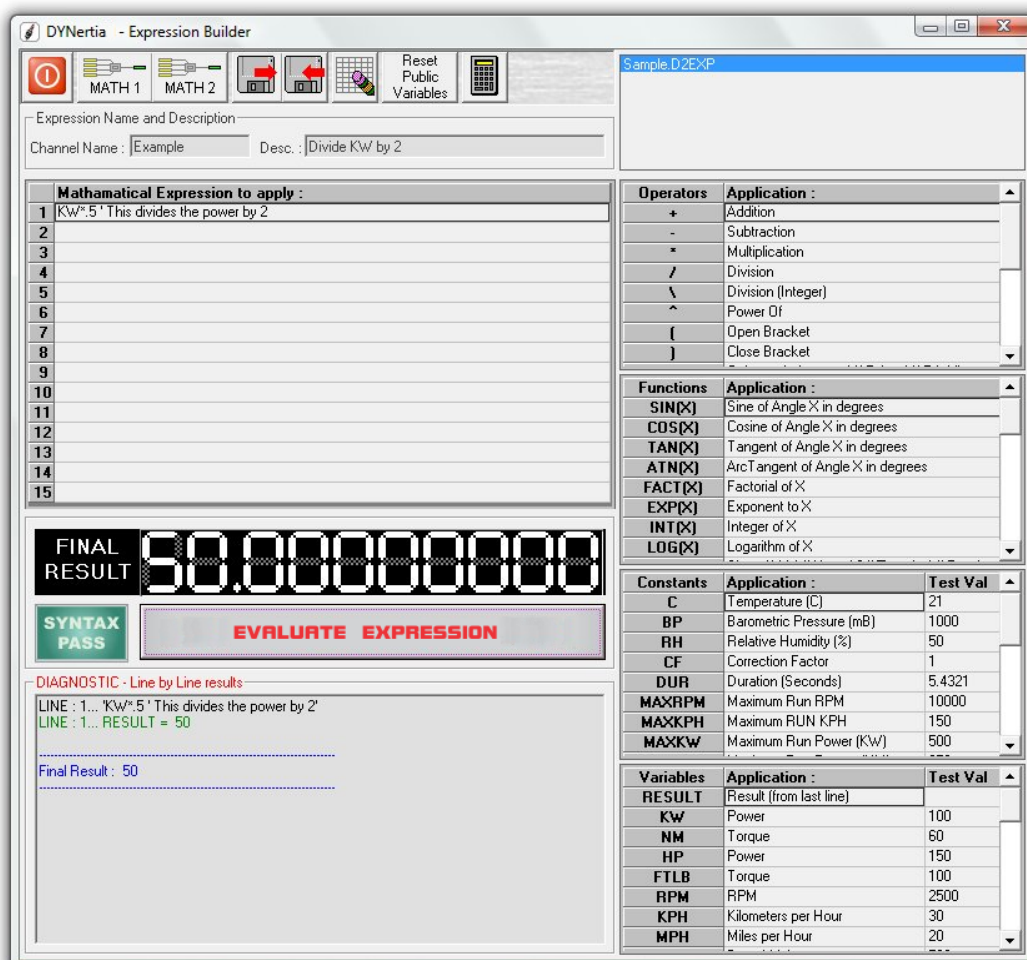 DYNertia - Expression Builder
MATH 1
MATH 2
Reset
Public
Variables
Sample.D2EXP
Expression Name and Description
Channel Name : Example Desc. : Divide KW by 2
Mathamatical Expression to apply :
1 KW*.5 ' This divides the power by 2
2
3
4
5
6
7
8
9
10
11
12
13
14
15
Operators Application :
+ Addition
- Subtraction
* Multiplication
/ Division
\ Division (Integer)
^ Power Of
( Open Bracket
) Close Bracket
Functions Application :
SIN(X) Sine of Angle X in degrees
COS(X) Cosine of Angle X in degrees
TAN(X) Tangent of Angle X in degrees
ATN(X) ArcTangent of Angle X in degrees
FACT(X) Factorial of X
EXP(X) Exponent to X
INT(X) Integer of X
LOG(X) Logarithm of X
FINAL
RESULT
50.00000000
SYNTAX
PASS
EVALUATE EXPRESSION
Constants Application : Test Val
C Temperature (C) 21
BP Barometric Pressure (mB) 1000
RH Relative Humidity (%) 50
CF Correction Factor 1
DUR Duration (Seconds) 5.4321
MAXRPM Maximum Run RPM 10000
MAXKPH Maximum RUN KPH 150
MAXKW Maximum Run Power (KW) 500
DIAGNOSTIC - Line by Line results
LINE : 1... 'KW*.5 ' This divides the power by 2'
LINE : 1... RESULT = 50
Final Result : 50
Variables Application : Test Val
RESULT Result (from last line)
KW Power 100
NM Torque 60
HP Power 150
FTLB Torque 100
RPM RPM 2500
KPH Kilometers per Hour 30
MPH Miles per Hour 20